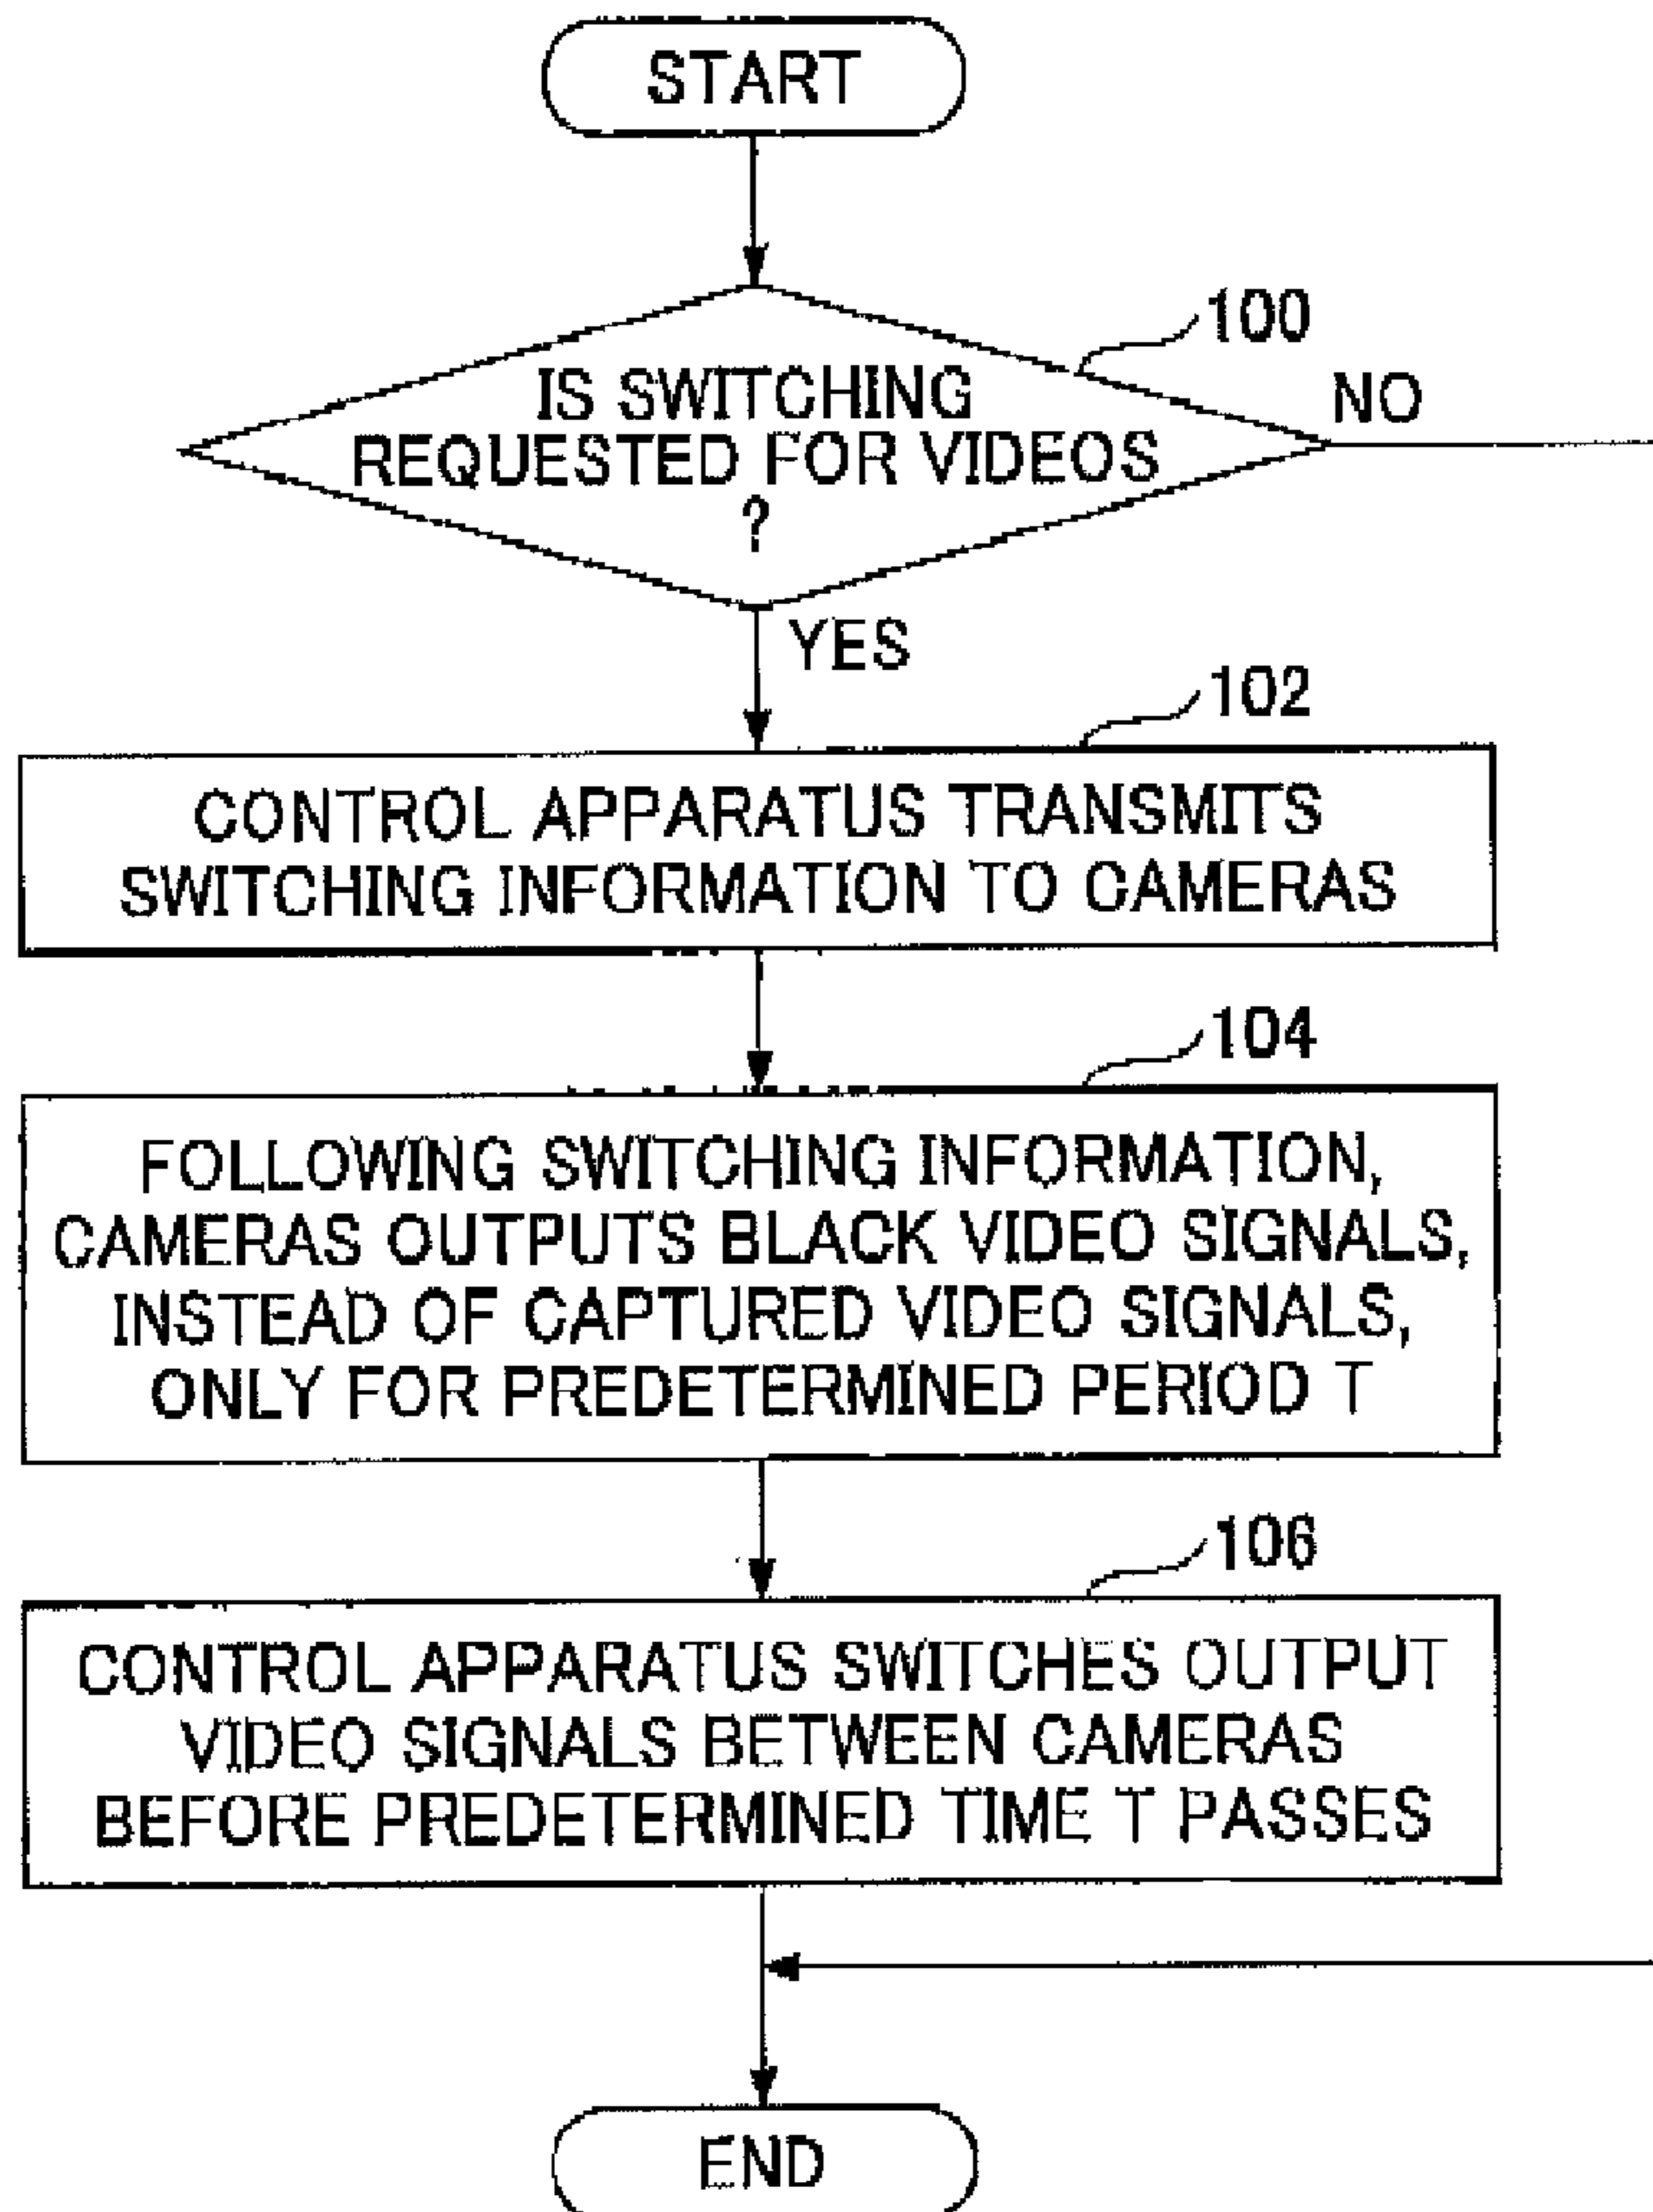 START
100
IS SWITCHING
REQUESTED FOR VIDEOS
?
NO
YES
102
CONTROL APPARATUS TRANSMITS
SWITCHING INFORMATION TO CAMERAS
104
FOLLOWING SWITCHING INFORMATION,
CAMERAS OUTPUTS BLACK VIDEO SIGNALS,
INSTEAD OF CAPTURED VIDEO SIGNALS,
ONLY FOR PREDETERMINED PERIOD T
106
CONTROL APPARATUS SWITCHES OUTPUT
VIDEO SIGNALS BETWEEN CAMERAS
BEFORE PREDETERMINED TIME T PASSES
END